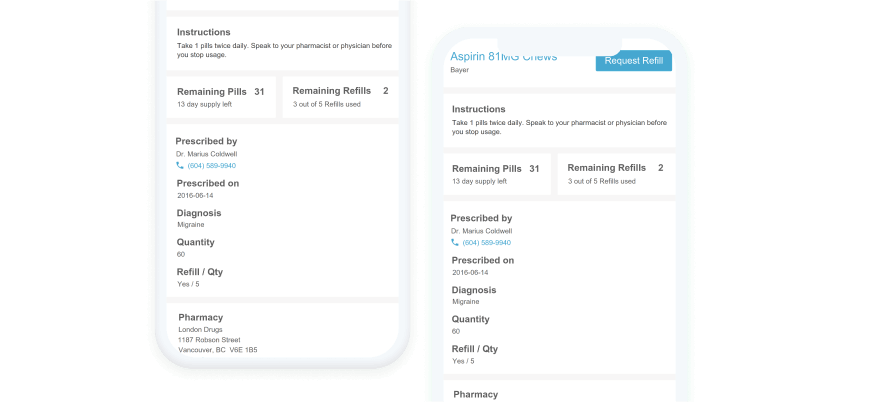 Instructions
Take 1 pills twice daily. Speak to your pharmacist or physician before
you stop usage.
Remaining Pills 31
13 day supply left
Remaining Refills 2
3 out of 5 Refills used
Prescribed by
Dr. Marius Coldwell
(604) 589-9940
Prescribed on
2016-06-14
Diagnosis
Migraine
Quantity
60
Refill / Qty
Yes / 5
Pharmacy
London Drugs
1187 Robson Street
Vancouver, BC V6E 1B5
Aspirin 81MG Chews
Bayer
Request Refill
Instructions
Take 1 pills twice daily. Speak to your pharmacist or physician before
you stop usage.
Remaining Pills 31
13 day supply left
Remaining Refills 2
3 out of 5 Refills used
Prescribed by
Dr. Marius Coldwell
(604) 589-9940
Prescribed on
2016-06-14
Diagnosis
Migraine
Quantity
60
Refill / Qty
Yes / 5
Pharmacy